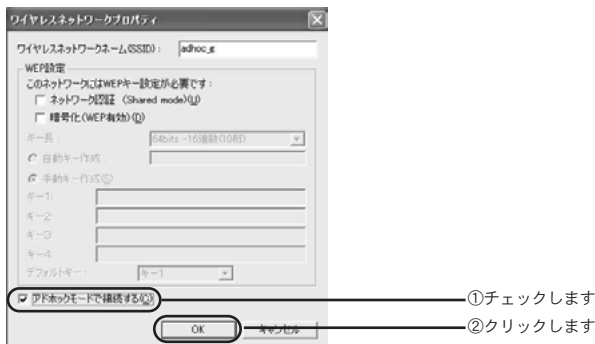 ワイヤレスネットワークプロパティ
ワイヤレスネットワークネーム(SSID)： adhoc_g
WEP設定
このネットワークにはWEPキー設定が必要です：
ネットワーク認証 (Shared mode)(U)
暗号化(WEP有効)(D)
キー長： 64bits -16進数(10桁)
自動キー作成：
手動キー作成(S)
キー1:
キー2
キー3
キー4
デフォルトキー： キー1
アドホックモードで接続する(C)
①チェックします
OK キャンセル
②クリックします